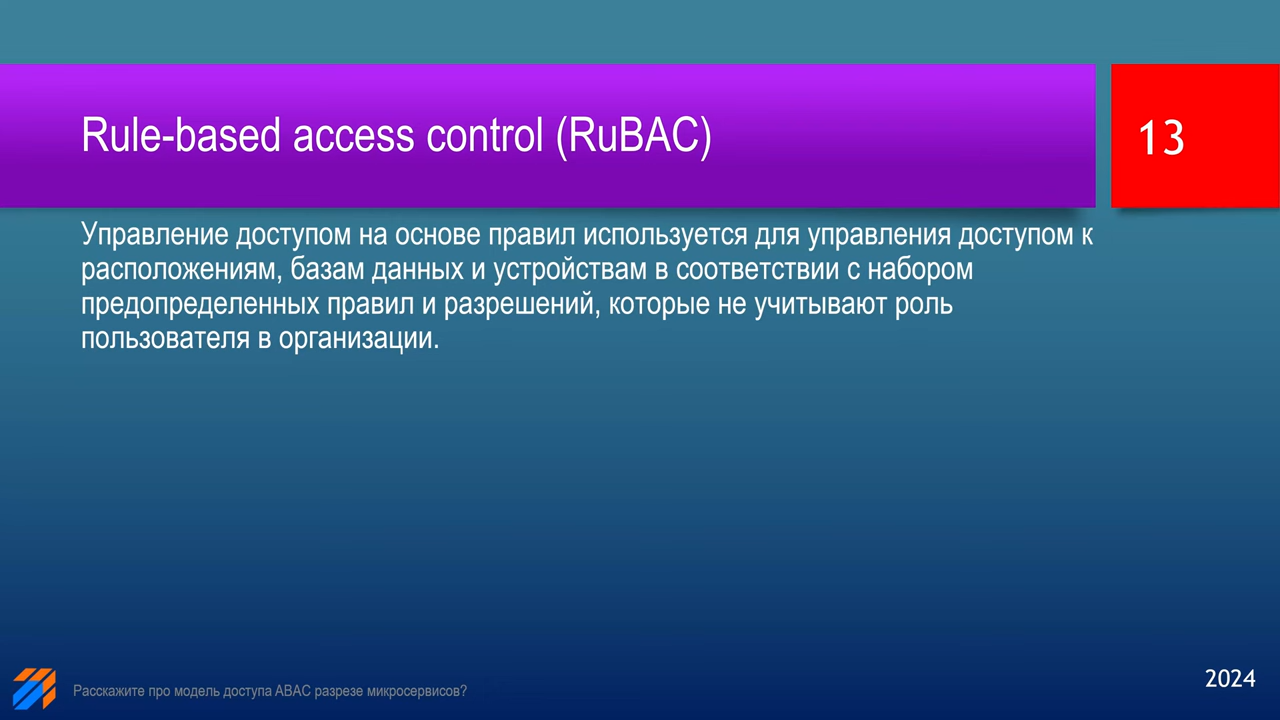 Rule-based access control (RuBAC)
13
Управление доступом на основе правил используется для управления доступом к
расположениям, базам данных и устройствам в соответствии с набором
предопределенных правил и разрешений, которые не учитывают роль
пользователя в организации.
Расскажите про модель доступа ABAC разрезе микросервисов?
2024